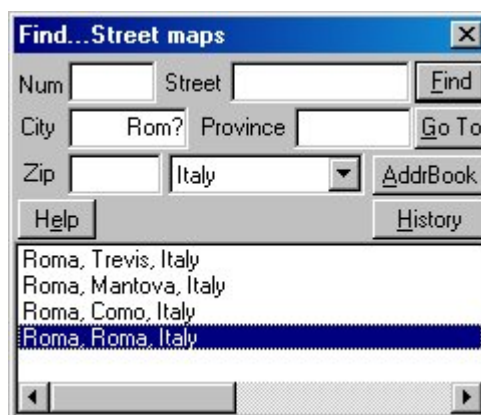 Find...Street maps
Num Street Find
City Rom? Province Go To
Zip Italy AddrBook
Help History
Roma, Trevis, Italy
Roma, Mantova, Italy
Roma, Como, Italy
Roma, Roma, Italy